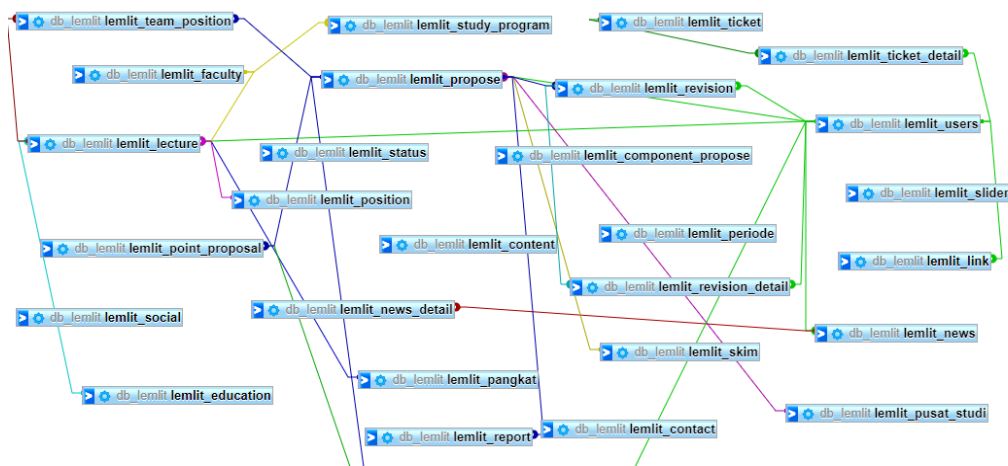 db_lemlit lemlit_team_position
db_lemlit lemlit_study_program
db_lemlit lemlit_ticket
db_lemlit lemlit_ticket_detail
db_lemlit lemlit_faculty
db_lemlit lemlit_propose
db_lemlit lemlit_revision
db_lemlit lemlit_users
db_lemlit lemlit_lecture
db_lemlit lemlit_status
db_lemlit lemlit_component_propose
db_lemlit lemlit_slider
db_lemlit lemlit_position
db_lemlit lemlit_periode
db_lemlit lemlit_point_proposal
db_lemlit lemlit_content
db_lemlit lemlit_link
db_lemlit lemlit_revision_detail
db_lemlit lemlit_news_detail
db_lemlit lemlit_social
db_lemlit lemlit_news
db_lemlit lemlit_skim
db_lemlit lemlit_pangkat
db_lemlit lemlit_education
db_lemlit lemlit_pusat_studi
db_lemlit lemlit_report
db_lemlit lemlit_contact